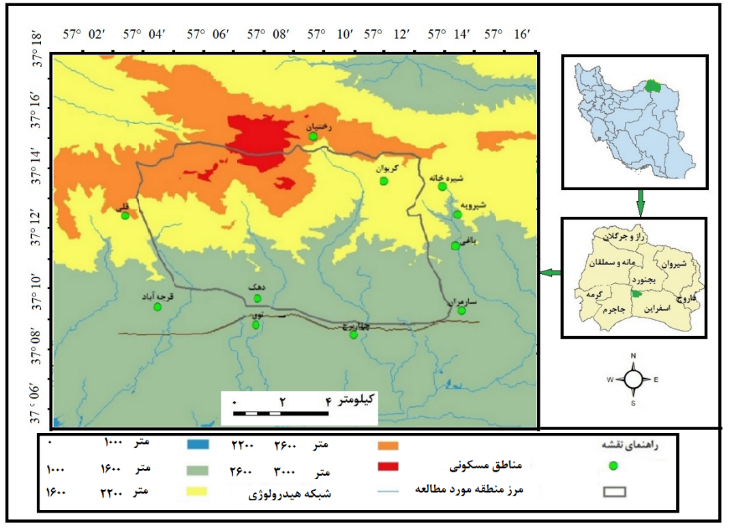 57° 02' 57° 04' 57° 06' 57° 08' 57° 10' 12' 57° 14' 57° 16'
37° 18'
37° 16'
37° 14'
37° 12'
37° 10'
37° 08'
37° 06'
37° 04'
رختیان
گریوان
شیره خانه
شیرویه
باغی
قلی
دهک
قرجه آباد
نوی
چهاربرج
سارمران
۰ ۲ ۴ کیلومتر
راز و جرگلان
مانه و سملقان
شیروان
بجنورد
گرمه
فاروج
جاجرم
اسفراین
N
W E
S
راهنمای نقشه
۰ ۱۰۰۰ متر
۱۰۰۰ ۱۶۰۰ متر
۱۶۰۰ ۲۲۰۰ متر
۲۲۰۰ ۲۶۰۰ متر
۲۶۰۰ ۳۰۰۰ متر
شبکه هیدرولوژی
مناطق مسکونی
مرز منطقه مورد مطالعه